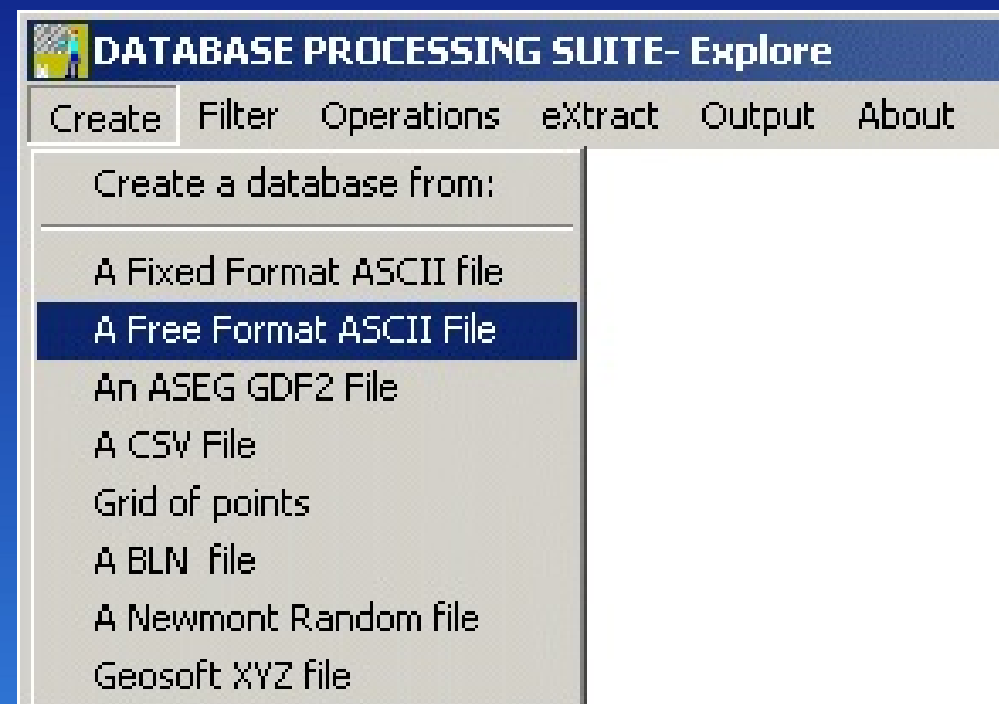 DATABASE PROCESSING SUITE- Explore
Create Filter Operations eXtract Output About
Create a database from:
A Fixed Format ASCII file
A Free Format ASCII File
An ASEG GDF2 File
A CSV File
Grid of points
A BLN file
A Newmont Random file
Geosoft XYZ file